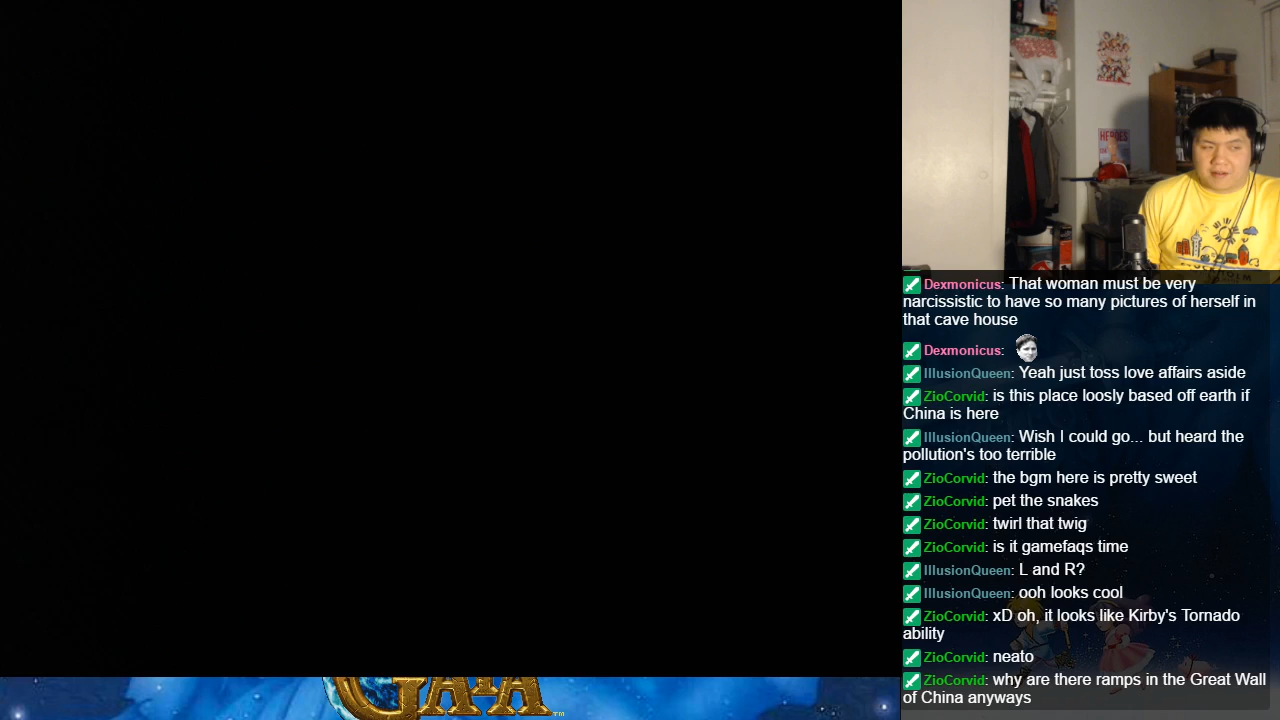 HEROES
Dexmonicus: That woman must be very
narcissistic to have so many pictures of herself in
that cave house
Dexmonicus:
IllusionQueen: Yeah just toss love affairs aside
ZioCorvid: is this place loosly based off earth if
China is here
IllusionQueen: Wish I could go... but heard the
pollution's too terrible
ZioCorvid: the bgm here is pretty sweet
ZioCorvid: pet the snakes
ZioCorvid: twirl that twig
ZioCorvid: is it gamefaqs time
IllusionQueen: L and R?
IllusionQueen: ooh looks cool
ZioCorvid: xD oh, it looks like Kirby's Tornado
ability
ZioCorvid: neato
ZioCorvid: why are there ramps in the Great Wall
of China anyways
GAIA™